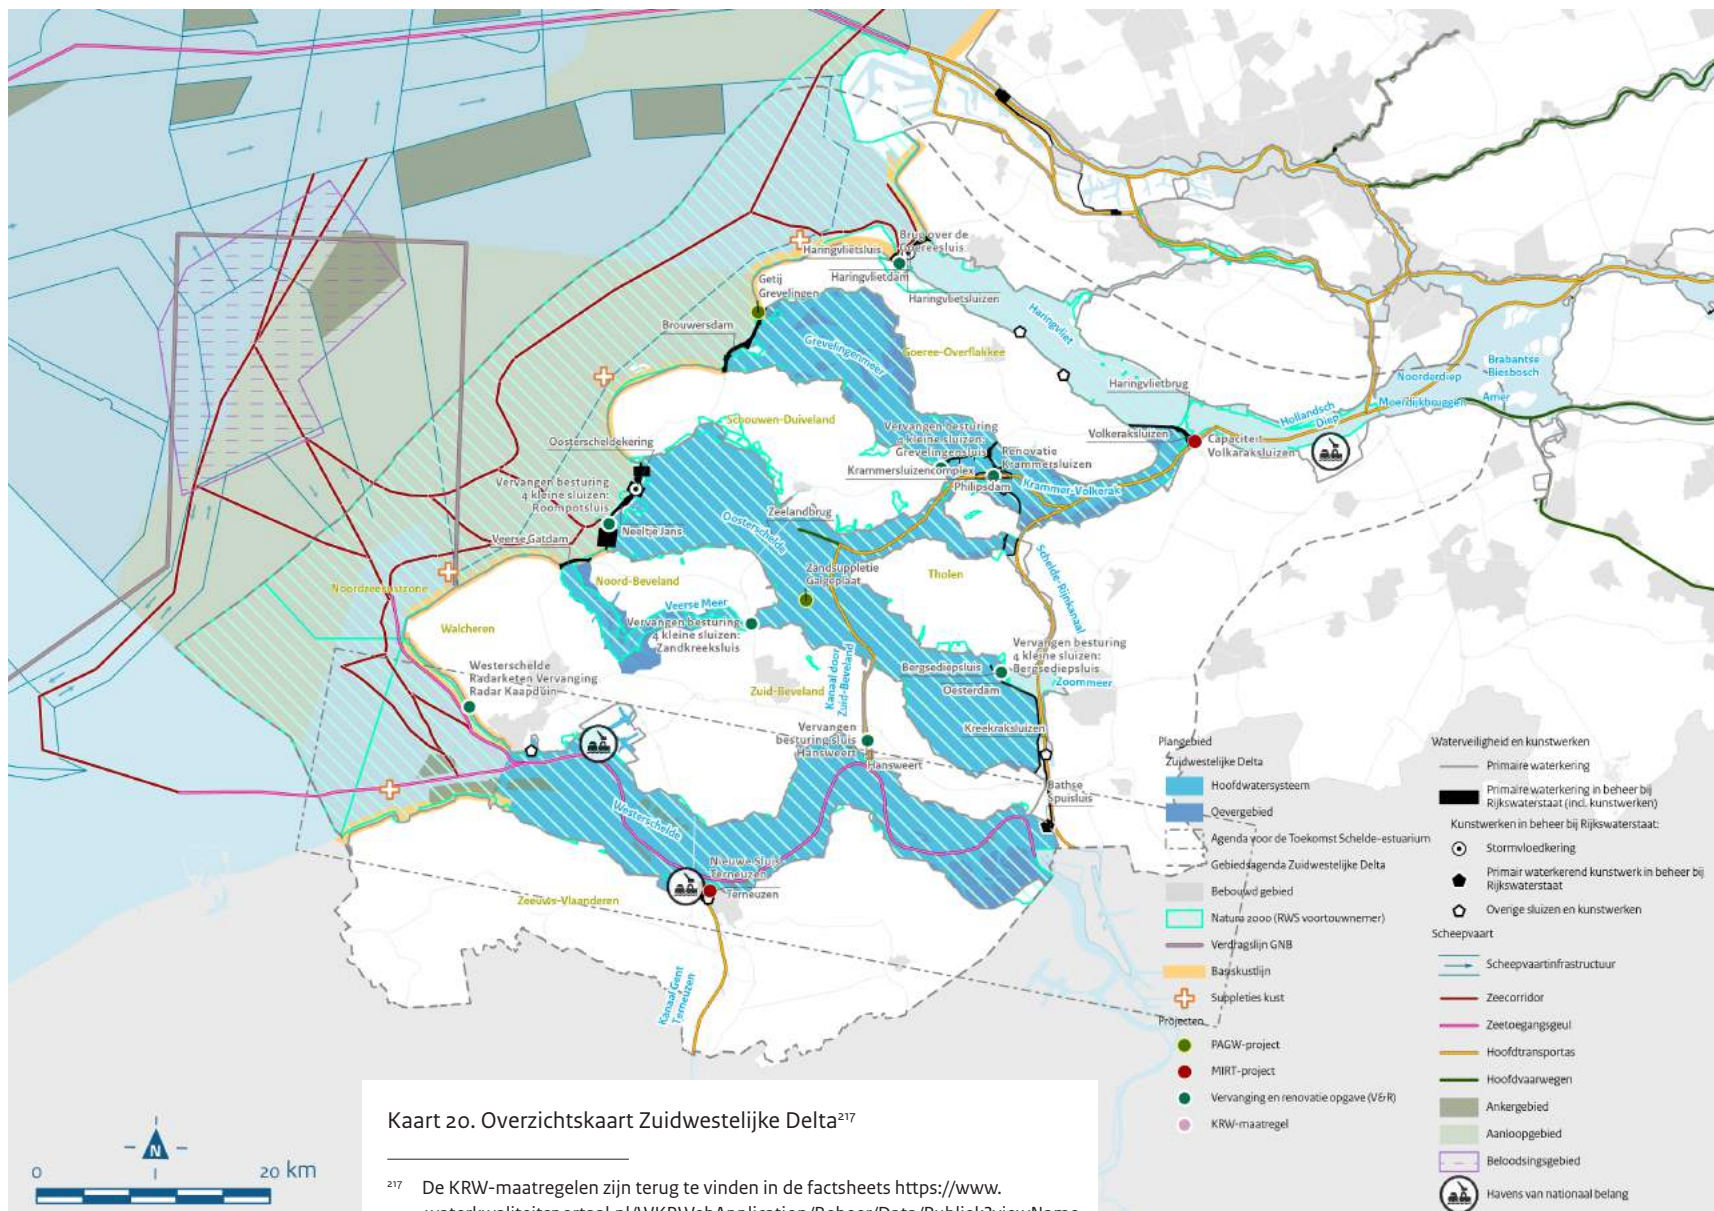 Brug over de
Goereesluis
Haringvlietsluis
Haringvlietdam
Haringvlietsluizen
Getij
Grevelingen
Brouwersdam
Grevelingenmeer
Goeree-Overflakkee
Haringvliet
Haringvlietbrug
Brabantse
Biesbosch
Noorderdiep
Moerdijkbruggen
Amer
Hollandsch
Diep
Schouwen-Duiveland
Oosterscheldekering
Vervangen besturing
4 kleine sluizen:
Grevelingensluis
Renovatie
Krammersluizen
Volkeraksluizen
Capaciteit
Volkaraksluizen
Krammersluizencomplex
Philipsdam
Krammer-Volkerak
Vervangen besturing
4 kleine sluizen:
Roompotsluis
Zeelandbrug
Oosterschelde
Neeltje Jans
Veerse Gatdam
Noordzeekustzone
Noord-Beveland
Zandsuppletie
Galgeplaat
Tholen
Schelde-Rijnkanaal
Walcheren
Veerse Meer
Vervangen besturing
4 kleine sluizen:
Zandkreeksluis
Vervangen besturing
4 kleine sluizen:
Bergsediepsluis
Westerschelde
Radarketen Vervanging
Radar Kaapduin
Bergsediepsluis
Zoommeer
Oesterdam
Zuid-Beveland
Kanaal door
Zuid-Beveland
Vervangen
besturing sluis
Hansweert
Hansweert
Kreekraksluizen
Bathse
Spuisluis
Westerschelde
Nieuwe Sluis
Terneuzen
Terneuzen
Zeeuws-Vlaanderen
Kanaal Gent
Terneuzen
Plangebied
Zuidwestelijke Delta
Hoofdwatersysteem
Oevergebied
Agenda voor de Toekomst Schelde-estuarium
Gebiedsagenda Zuidwestelijke Delta
Bebouwd gebied
Natura 2000 (RWS voortouwnemer)
Verdragslijn GNB
Basiskustlijn
Suppleties kust
Projecten
PAGW-project
MIRT-project
Vervanging en renovatie opgave (V&R)
KRW-maatregel
Waterveiligheid en kunstwerken
Primaire waterkering
Primaire waterkering in beheer bij
Rijkswaterstaat (incl. kunstwerken)
Kunstwerken in beheer bij Rijkswaterstaat:
Stormvloedkering
Primair waterkerend kunstwerk in beheer bij
Rijkswaterstaat
Overige sluizen en kunstwerken
Scheepvaart
Scheepvaartinfrastructuur
Zeecorridor
Zeetoegangsgeul
Hoofdtransportas
Hoofdvaarwegen
Ankergebied
Aanloopgebied
Beloodsingsgebied
Havens van nationaal belang
N
0 20 km
Kaart 20. Overzichtskaart Zuidwestelijke Delta²¹⁷
²¹⁷ De KRW-maatregelen zijn terug te vinden in de factsheets https://www.
waterkwaliteitsportaal.nl/WKPWebApplication/Beheer/Data/Publiek?viewName